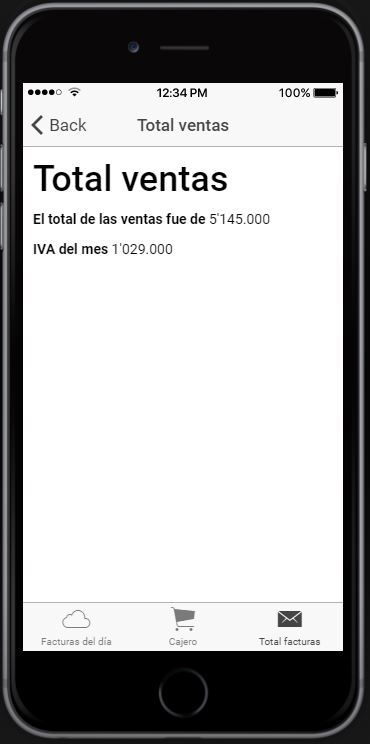 12:34 PM 100%
Back Total ventas
Total ventas
El total de las ventas fue de 5'145.000
IVA del mes 1'029.000
Facturas del día Cajero Total facturas